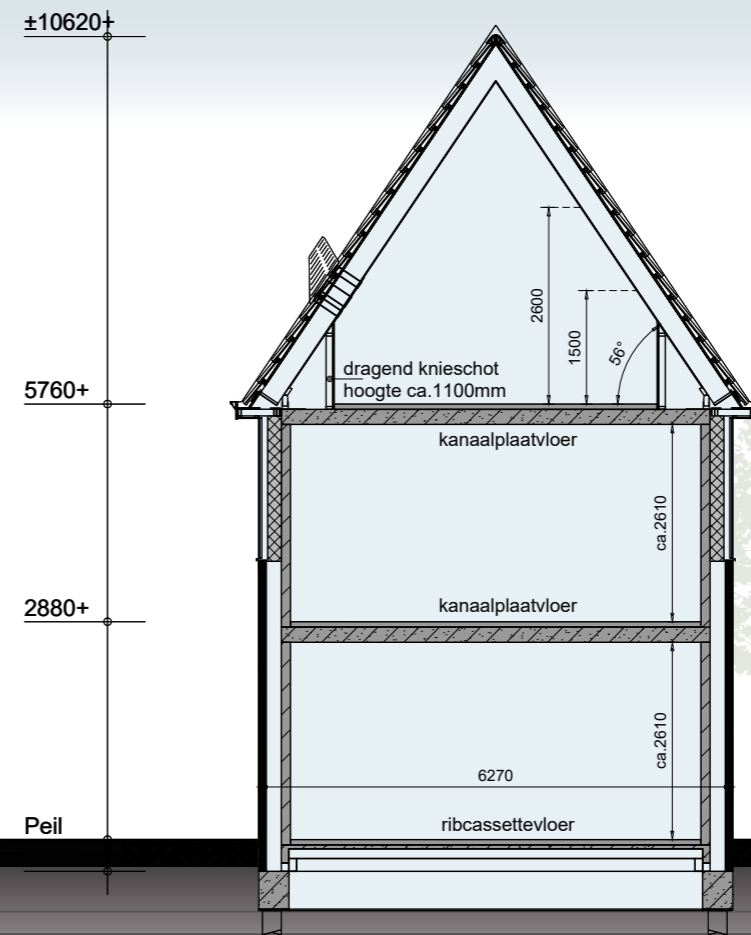 ±10620+
2600
1500
56°
dragend knieschot
hoogte ca.1100mm
5760+
kanaalplaatvloer
ca.2610
kanaalplaatvloer
2880+
ca.2610
6270
ribcassettevloer
Peil